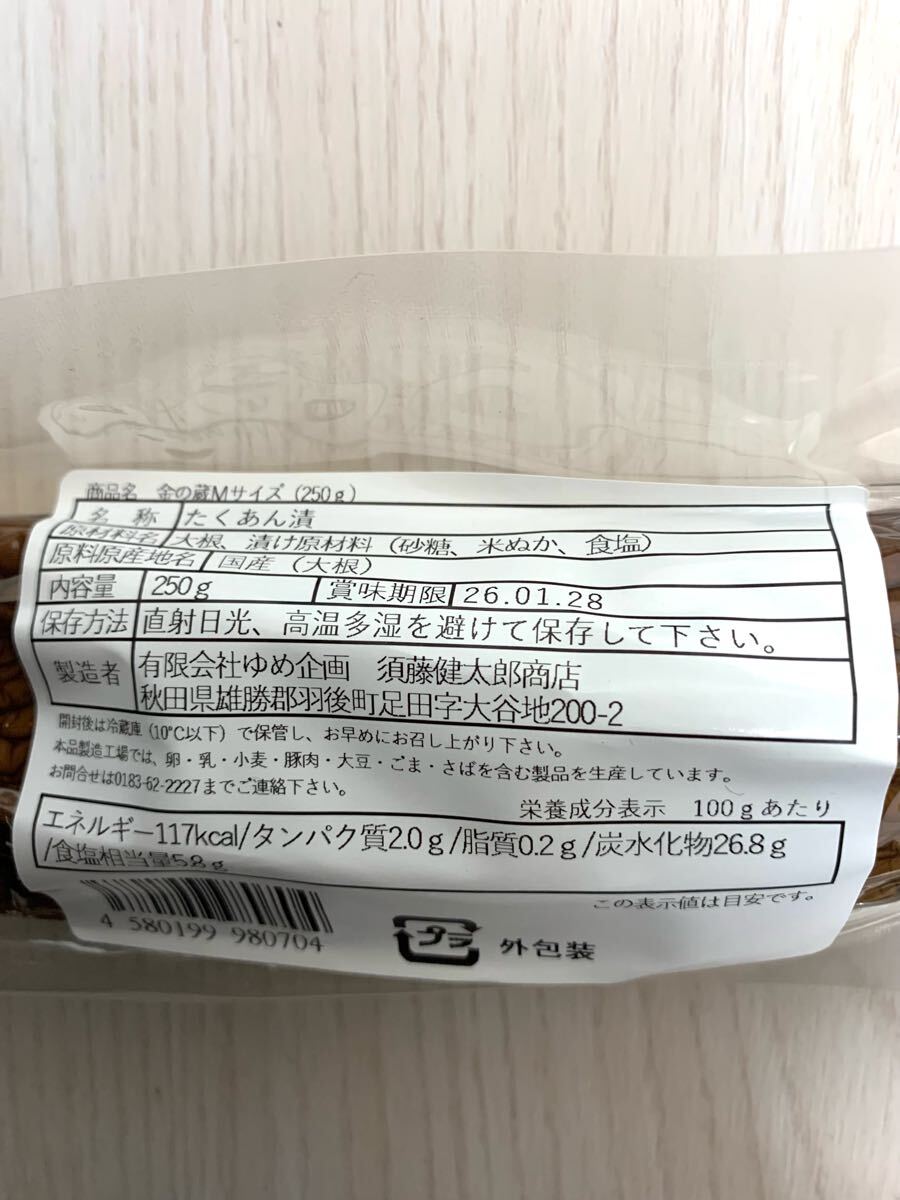 商品名 金の蔵Mサイズ (250g)
名 称 たくあん漬
原材料名 大根、漬け原材料 (砂糖、米ぬか、食塩)
原料原産地名 国産 (大根)
内容量 250g 賞味期限 26.01.28
保存方法 直射日光、高温多湿を避けて保存して下さい。
製造者 有限会社ゆめ企画 須藤健太郎商店
秋田県雄勝郡羽後町足田字大谷地200-2
開封後は冷蔵庫 (10℃以下) で保管し、お早めにお召し上がり下さい。
本品製造工場では、卵・乳・小麦・豚肉・大豆・ごま・さばを含む製品を生産しています。
お問合せは0183-62-2227までご連絡下さい。
栄養成分表示 100gあたり
エネルギー117kcal/タンパク質2.0g/脂質0.2g/炭水化物26.8g
/食塩相当量5.8g
この表示値は目安です。
4 580199 980704
プラ 外包装